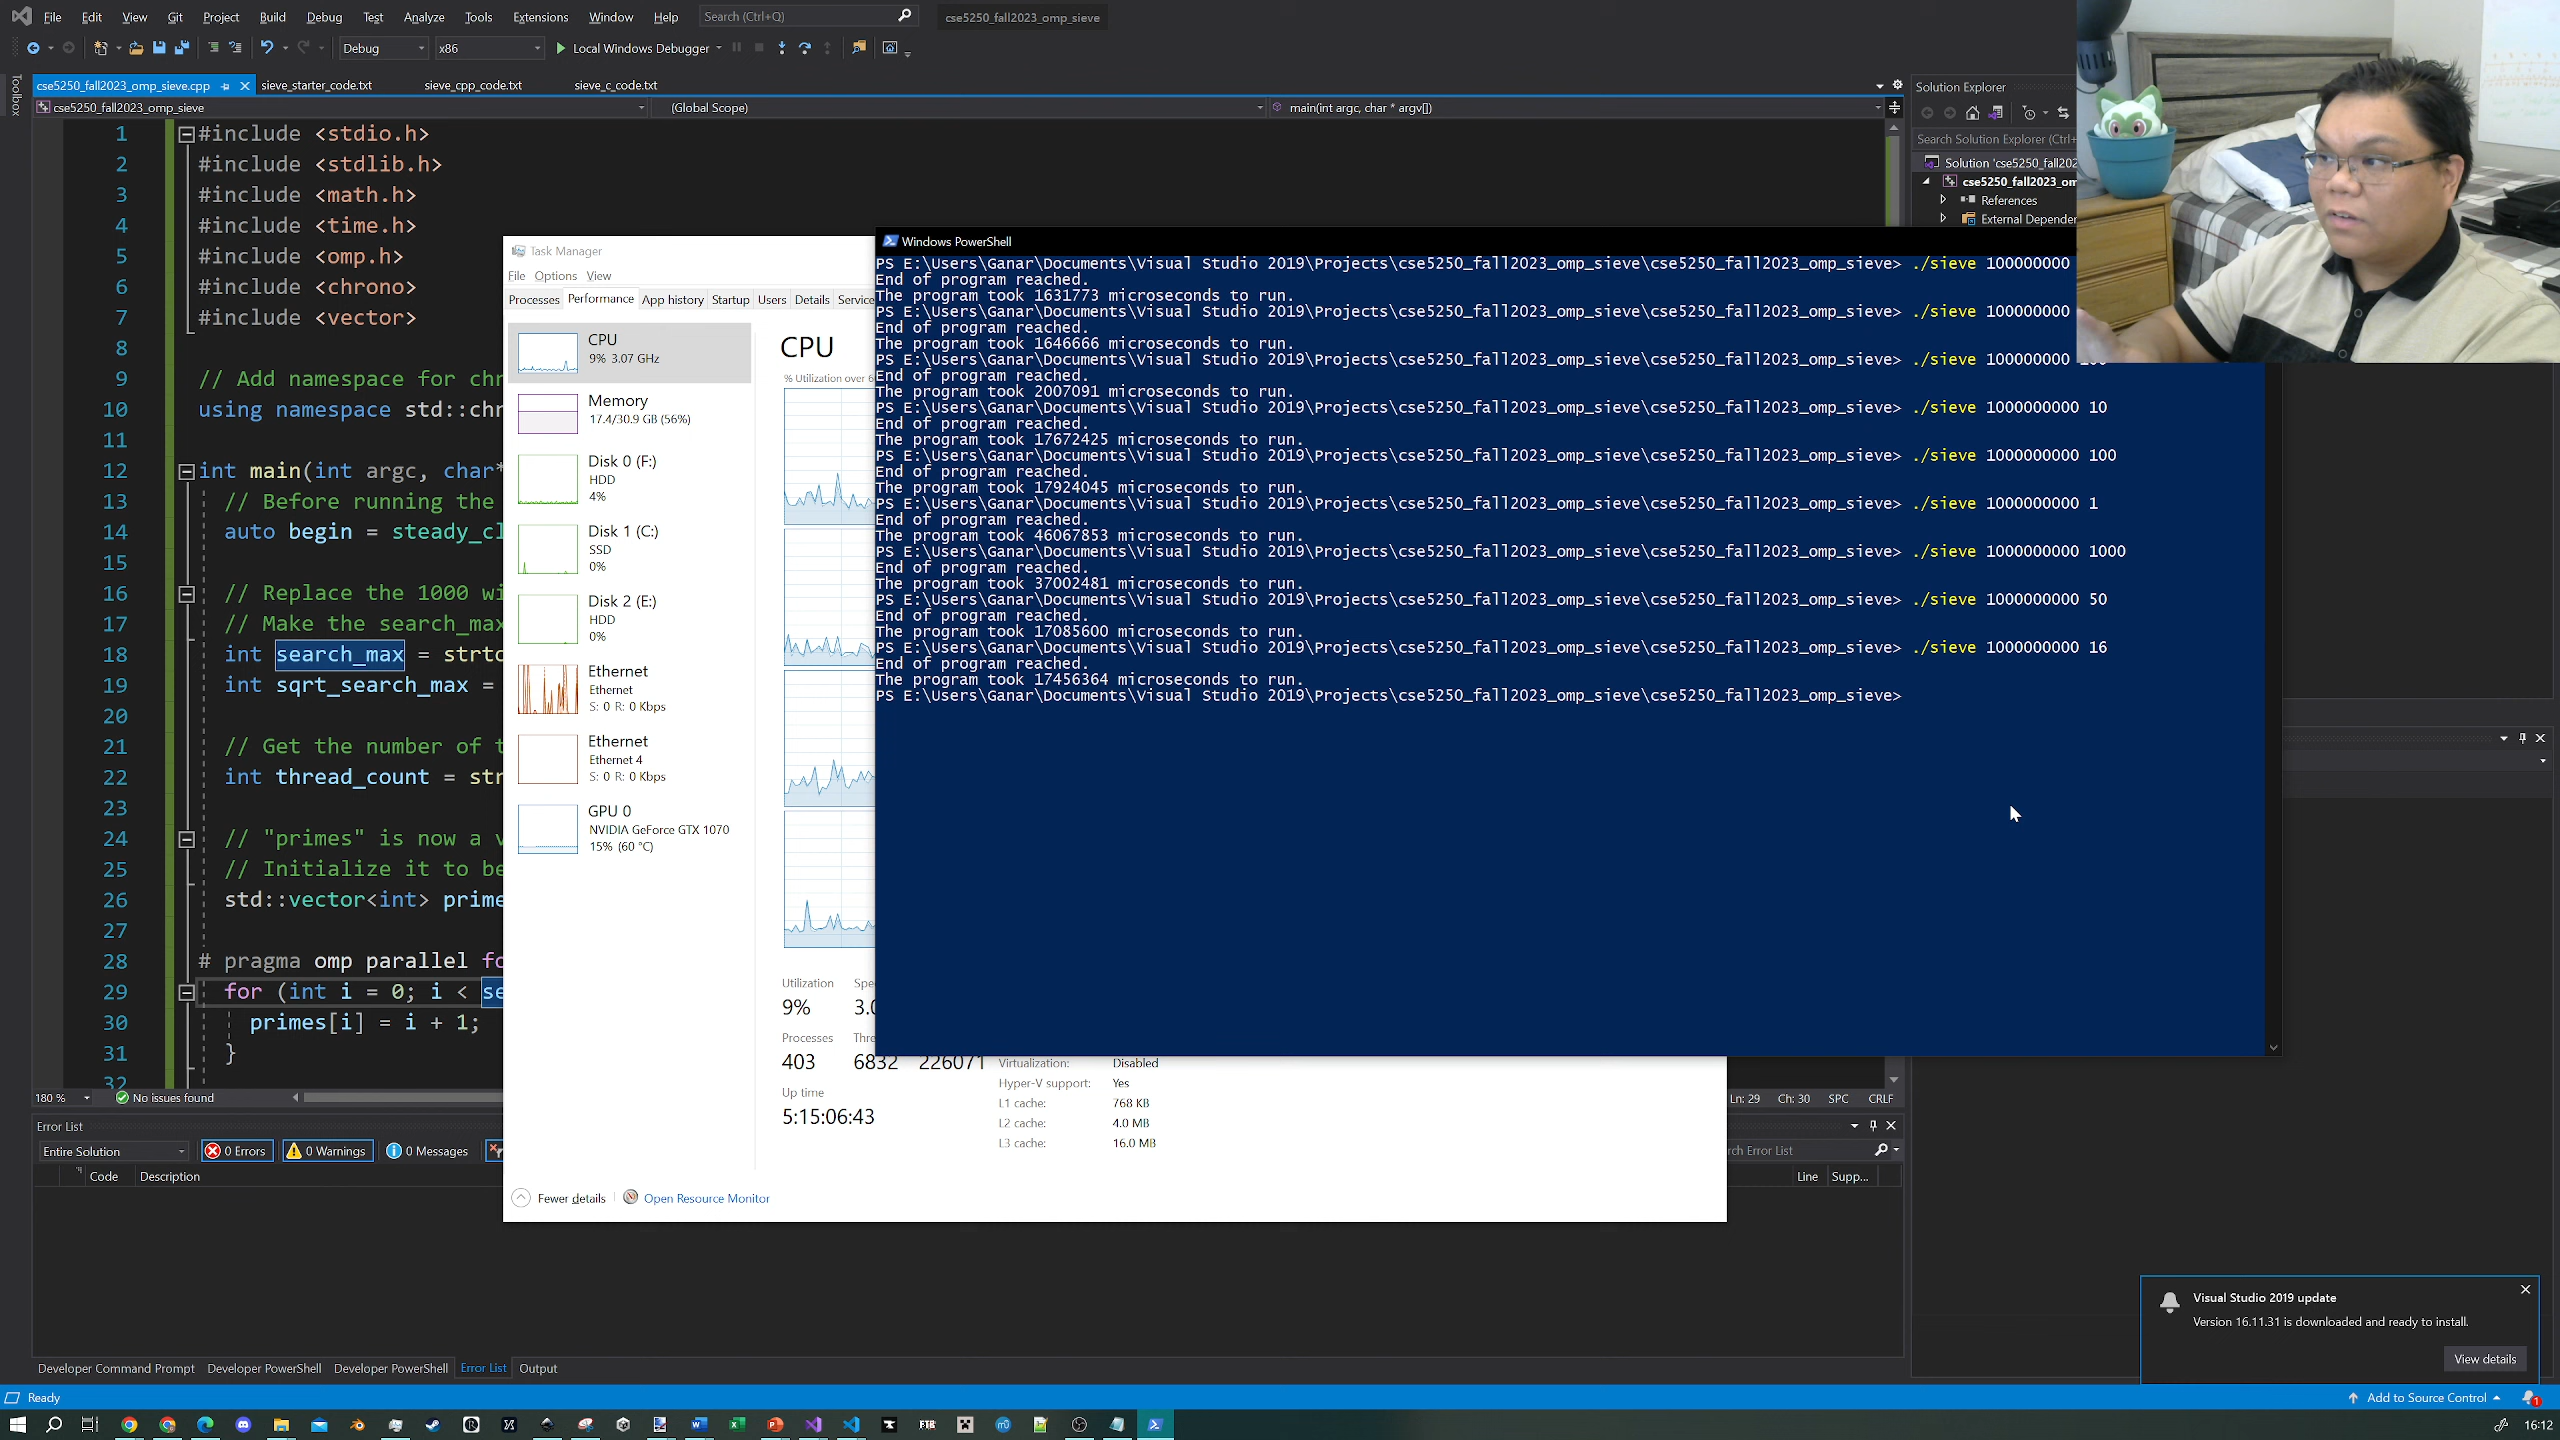 File Edit View Git Project Build Debug Test Analyze Tools Extensions Window Help Search (Ctrl+Q) cse5250_fall2023_omp_sieve
Debug x86 Local Windows Debugger
Toolbox
cse5250_fall2023_omp_sieve.cpp sieve_starter_code.txt sieve_cpp_code.txt sieve_c_code.txt
cse5250_fall2023_omp_sieve (Global Scope) main(int argc, char * argv[])
1 #include <stdio.h>
2 #include <stdlib.h>
3 #include <math.h>
4 #include <time.h>
5 #include <omp.h>
6 #include <chrono>
7 #include <vector>
8
9 // Add namespace for chr
10 using namespace std::chr
11
12 int main(int argc, char*
13 // Before running the
14 auto begin = steady_cl
15
16 // Replace the 1000 wi
17 // Make the search_max
18 int search_max = strto
19 int sqrt_search_max =
20
21 // Get the number of t
22 int thread_count = str
23
24 // "primes" is now a v
25 // Initialize it to be
26 std::vector<int> prime
27
28 # pragma omp parallel fo
29 for (int i = 0; i < se
30 primes[i] = i + 1;
31 }
32
180 % No issues found
Ln: 29 Ch: 30 SPC CRLF
Task Manager
File Options View
Processes Performance App history Startup Users Details Service
CPU
9% 3.07 GHz
Memory
17.4/30.9 GB (56%)
Disk 0 (F:)
HDD
4%
Disk 1 (C:)
SSD
0%
Disk 2 (E:)
HDD
0%
Ethernet
Ethernet
S: 0 R: 0 Kbps
Ethernet
Ethernet 4
S: 0 R: 0 Kbps
GPU 0
NVIDIA GeForce GTX 1070
15% (60 °C)
CPU
% Utilization over 6
Utilization Spe
9% 3.0
Processes Thre
403 6832 226071
Up time
5:15:06:43
Virtualization: Disabled
Hyper-V support: Yes
L1 cache: 768 KB
L2 cache: 4.0 MB
L3 cache: 16.0 MB
Fewer details Open Resource Monitor
Windows PowerShell
PS E:\Users\Ganar\Documents\Visual Studio 2019\Projects\cse5250_fall2023_omp_sieve\cse5250_fall2023_omp_sieve> ./sieve 100000000
End of program reached.
The program took 1631773 microseconds to run.
PS E:\Users\Ganar\Documents\Visual Studio 2019\Projects\cse5250_fall2023_omp_sieve\cse5250_fall2023_omp_sieve> ./sieve 100000000
End of program reached.
The program took 1646666 microseconds to run.
PS E:\Users\Ganar\Documents\Visual Studio 2019\Projects\cse5250_fall2023_omp_sieve\cse5250_fall2023_omp_sieve> ./sieve 100000000
End of program reached.
The program took 2007091 microseconds to run.
PS E:\Users\Ganar\Documents\Visual Studio 2019\Projects\cse5250_fall2023_omp_sieve\cse5250_fall2023_omp_sieve> ./sieve 1000000000 10
End of program reached.
The program took 17672425 microseconds to run.
PS E:\Users\Ganar\Documents\Visual Studio 2019\Projects\cse5250_fall2023_omp_sieve\cse5250_fall2023_omp_sieve> ./sieve 1000000000 100
End of program reached.
The program took 17924045 microseconds to run.
PS E:\Users\Ganar\Documents\Visual Studio 2019\Projects\cse5250_fall2023_omp_sieve\cse5250_fall2023_omp_sieve> ./sieve 1000000000 1
End of program reached.
The program took 46067853 microseconds to run.
PS E:\Users\Ganar\Documents\Visual Studio 2019\Projects\cse5250_fall2023_omp_sieve\cse5250_fall2023_omp_sieve> ./sieve 1000000000 1000
End of program reached.
The program took 37002481 microseconds to run.
PS E:\Users\Ganar\Documents\Visual Studio 2019\Projects\cse5250_fall2023_omp_sieve\cse5250_fall2023_omp_sieve> ./sieve 1000000000 50
End of program reached.
The program took 17085600 microseconds to run.
PS E:\Users\Ganar\Documents\Visual Studio 2019\Projects\cse5250_fall2023_omp_sieve\cse5250_fall2023_omp_sieve> ./sieve 1000000000 16
End of program reached.
The program took 17456364 microseconds to run.
PS E:\Users\Ganar\Documents\Visual Studio 2019\Projects\cse5250_fall2023_omp_sieve\cse5250_fall2023_omp_sieve>
Solution Explorer
Search Solution Explorer (Ctrl+
Solution 'cse5250_fall202
cse5250_fall2023_om
References
External Depender
Error List
Entire Solution 0 Errors 0 Warnings 0 Messages rch Error List
Code Description Line Supp...
Developer Command Prompt Developer PowerShell Developer PowerShell Error List Output
Visual Studio 2019 update
Version 16.11.31 is downloaded and ready to install.
View details
Ready Add to Source Control 1
FTB 16:12